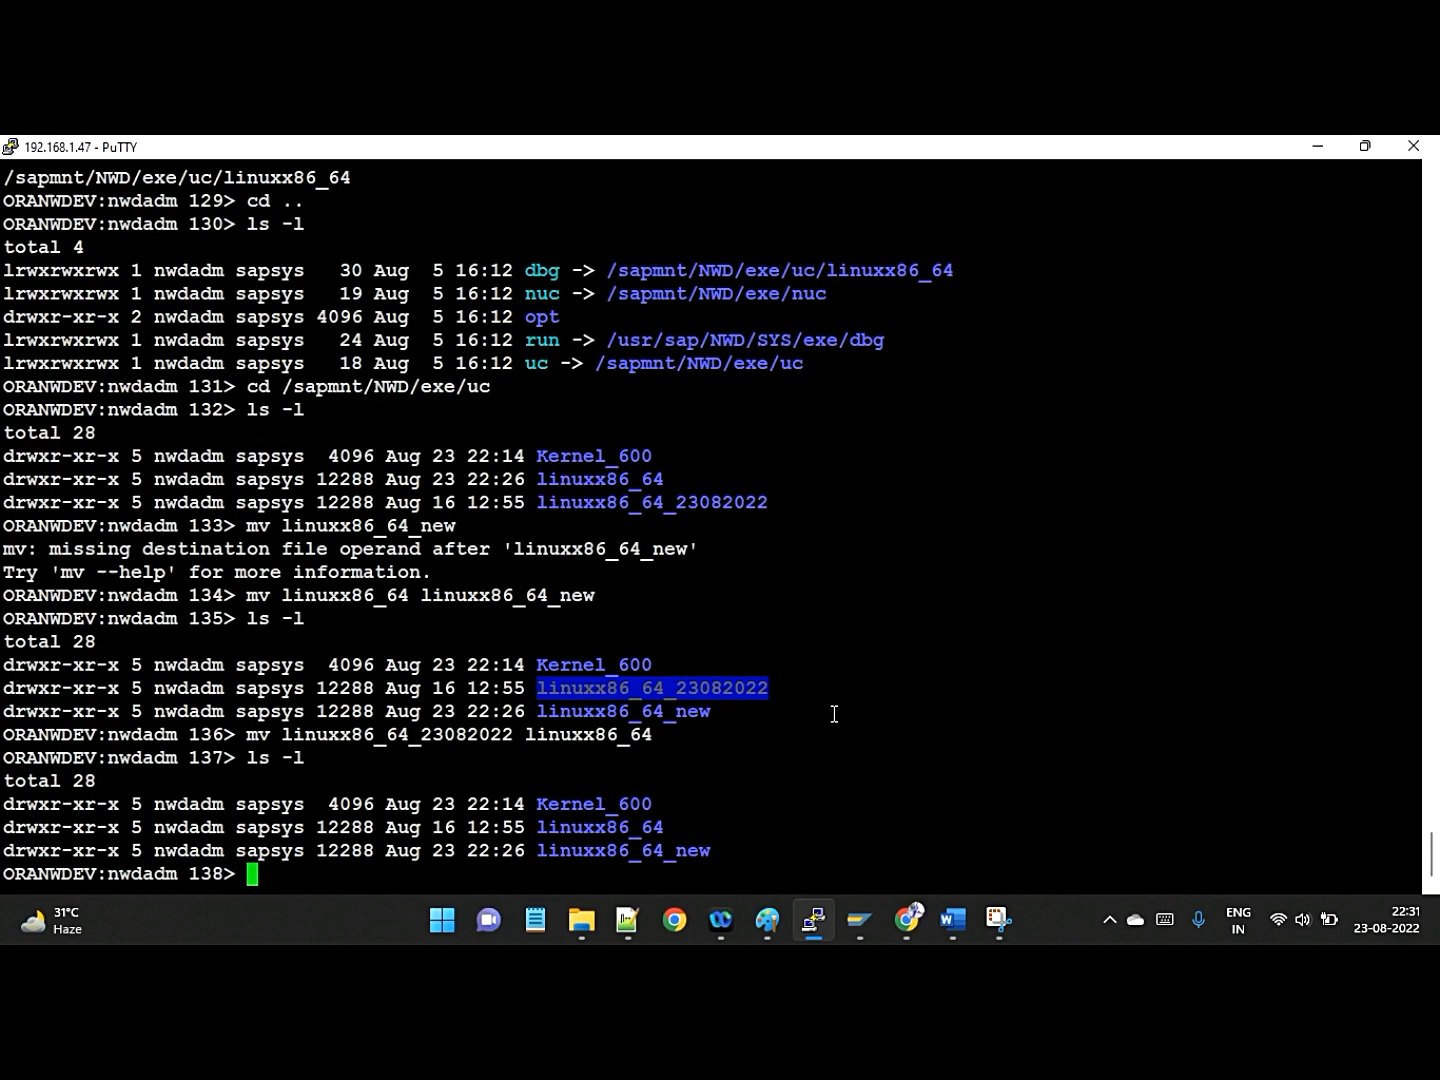 192.168.1.47 - PuTTY
/sapmnt/NWD/exe/uc/linuxx86_64
ORANWDEV:nwdadm 129> cd ..
ORANWDEV:nwdadm 130> ls -l
total 4
lrwxrwxrwx 1 nwdadm sapsys   30 Aug  5 16:12 dbg -> /sapmnt/NWD/exe/uc/linuxx86_64
lrwxrwxrwx 1 nwdadm sapsys   19 Aug  5 16:12 nuc -> /sapmnt/NWD/exe/nuc
drwxr-xr-x 2 nwdadm sapsys 4096 Aug  5 16:12 opt
lrwxrwxrwx 1 nwdadm sapsys   24 Aug  5 16:12 run -> /usr/sap/NWD/SYS/exe/dbg
lrwxrwxrwx 1 nwdadm sapsys   18 Aug  5 16:12 uc -> /sapmnt/NWD/exe/uc
ORANWDEV:nwdadm 131> cd /sapmnt/NWD/exe/uc
ORANWDEV:nwdadm 132> ls -l
total 28
drwxr-xr-x 5 nwdadm sapsys  4096 Aug 23 22:14 Kernel_600
drwxr-xr-x 5 nwdadm sapsys 12288 Aug 23 22:26 linuxx86_64
drwxr-xr-x 5 nwdadm sapsys 12288 Aug 16 12:55 linuxx86_64_23082022
ORANWDEV:nwdadm 133> mv linuxx86_64_new
mv: missing destination file operand after 'linuxx86_64_new'
Try 'mv --help' for more information.
ORANWDEV:nwdadm 134> mv linuxx86_64 linuxx86_64_new
ORANWDEV:nwdadm 135> ls -l
total 28
drwxr-xr-x 5 nwdadm sapsys  4096 Aug 23 22:14 Kernel_600
drwxr-xr-x 5 nwdadm sapsys 12288 Aug 16 12:55 linuxx86_64_23082022
drwxr-xr-x 5 nwdadm sapsys 12288 Aug 23 22:26 linuxx86_64_new
ORANWDEV:nwdadm 136> mv linuxx86_64_23082022 linuxx86_64
ORANWDEV:nwdadm 137> ls -l
total 28
drwxr-xr-x 5 nwdadm sapsys  4096 Aug 23 22:14 Kernel_600
drwxr-xr-x 5 nwdadm sapsys 12288 Aug 16 12:55 linuxx86_64
drwxr-xr-x 5 nwdadm sapsys 12288 Aug 23 22:26 linuxx86_64_new
ORANWDEV:nwdadm 138>
31°C
Haze
ENG
IN
22:31
23-08-2022